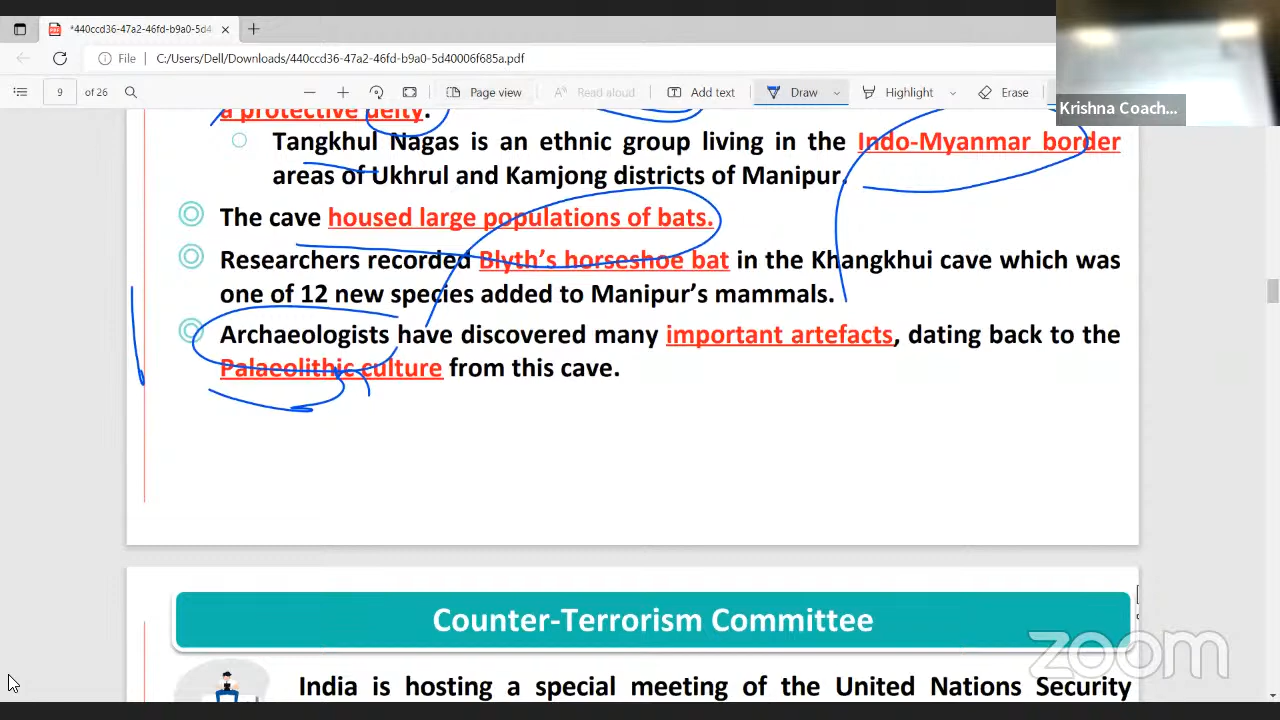 *440ccd36-47a2-46fd-b9a0-5d4
File
C:/Users/Dell/Downloads/440ccd36-47a2-46fd-b9a0-5d40006f685a.pdf
9 of 26
Page view
Read aloud
Add text
Draw
Highlight
Erase
Krishna Coach...
a protective deity.
Tangkhul Nagas is an ethnic group living in the Indo-Myanmar border
areas of Ukhrul and Kamjong districts of Manipur.
The cave housed large populations of bats.
Researchers recorded Blyth's horseshoe bat in the Khangkhui cave which was
one of 12 new species added to Manipur's mammals.
Archaeologists have discovered many important artefacts, dating back to the
Palaeolithic culture from this cave.
Counter-Terrorism Committee
India is hosting a special meeting of the United Nations Security
zoom